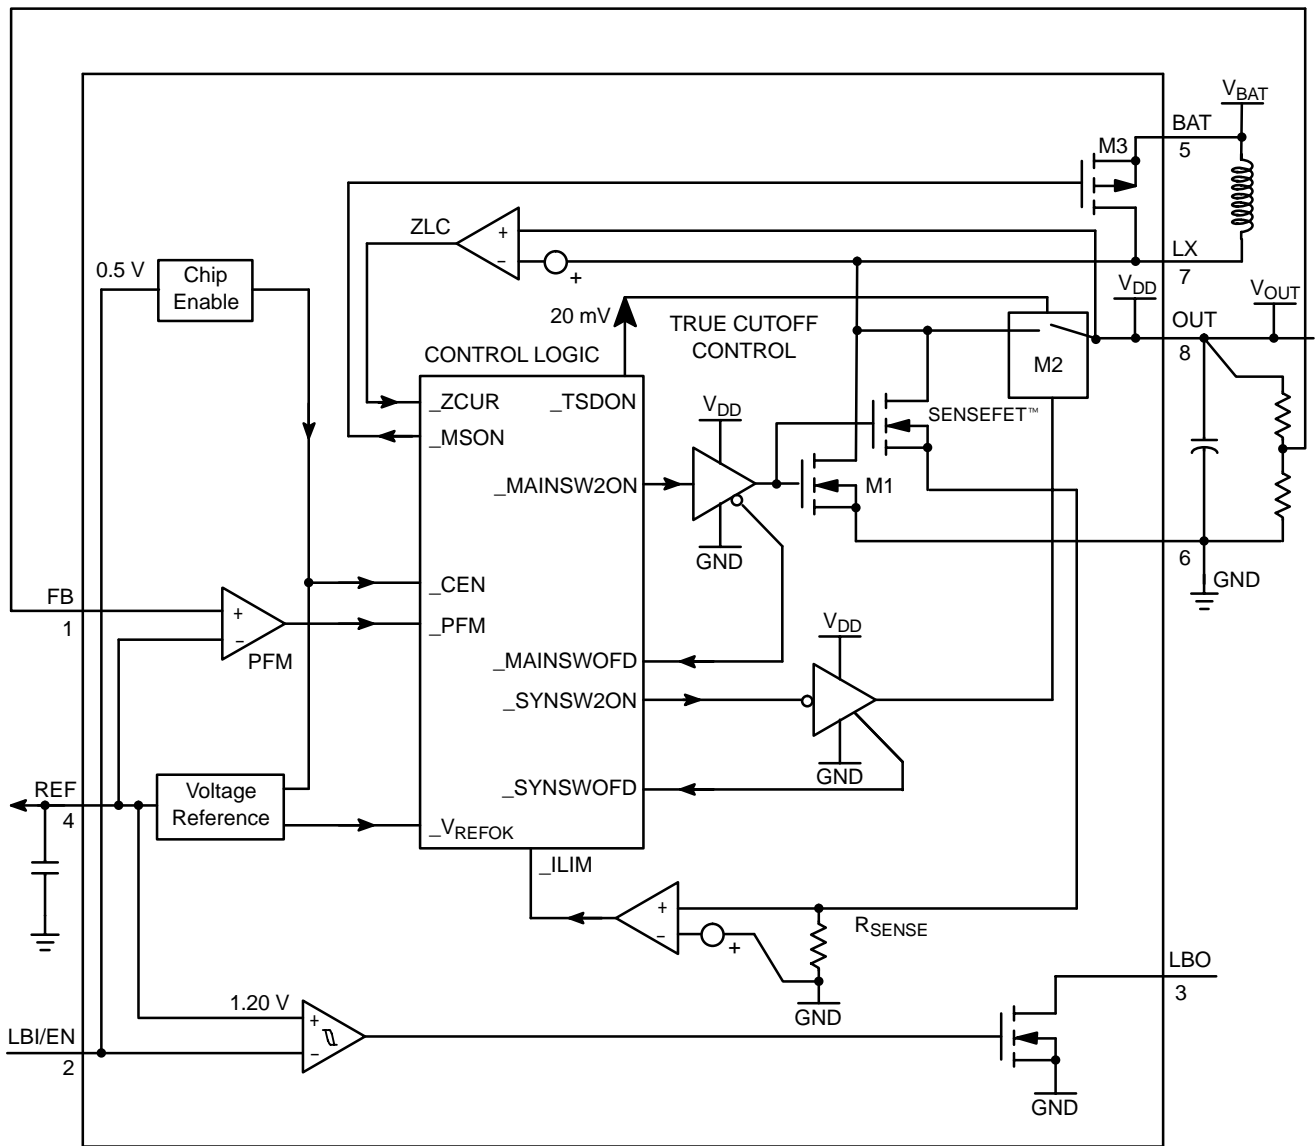 VBAT
BAT
5
M3
ZLC
+
−
+
LX
7
0.5 V
Chip
Enable
20 mV
TRUE CUTOFF
CONTROL
VDD
VOUT
OUT
8
M2
CONTROL LOGIC
_ZCUR
_TSDON
_MSON
VDD
SENSEFET™
_MAINSW2ON
M1
GND
6
GND
_CEN
FB
1
+
−
PFM
_PFM
VDD
_MAINSWOFD
_SYNSW2ON
GND
_SYNSWOFD
REF
4
Voltage
Reference
_VREFOK
_ILIM
+
−
+
RSENSE
GND
LBO
3
1.20 V
+
−
LBI/EN
2
GND